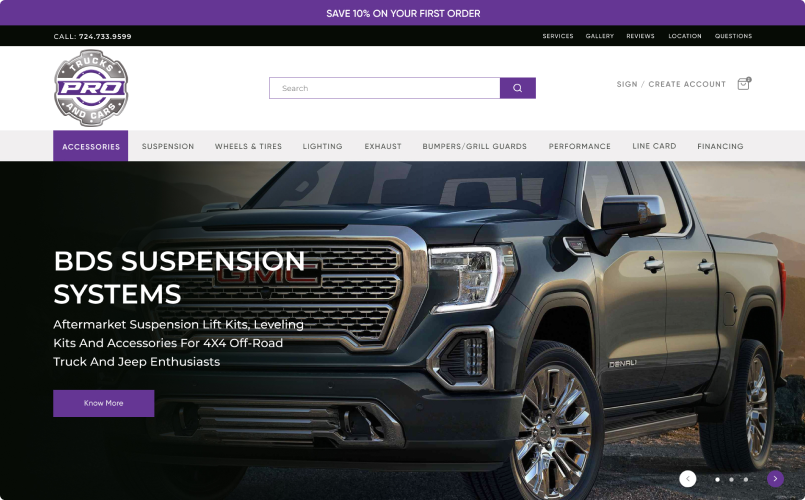 SAVE 10% ON YOUR FIRST ORDER
CALL: 724.733.9599
SERVICES GALLERY REVIEWS LOCATION QUESTIONS
TRUCKS
PRO
AND CARS
Search
SIGN / CREATE ACCOUNT
ACCESSORIES SUSPENSION WHEELS & TIRES LIGHTING EXHAUST BUMPERS/GRILL GUARDS PERFORMANCE LINE CARD FINANCING
BDS SUSPENSION
SYSTEMS
GMC
Aftermarket Suspension Lift Kits, Leveling
Kits And Accessories For 4X4 Off-Road
Truck And Jeep Enthusiasts
DENALI
Know More